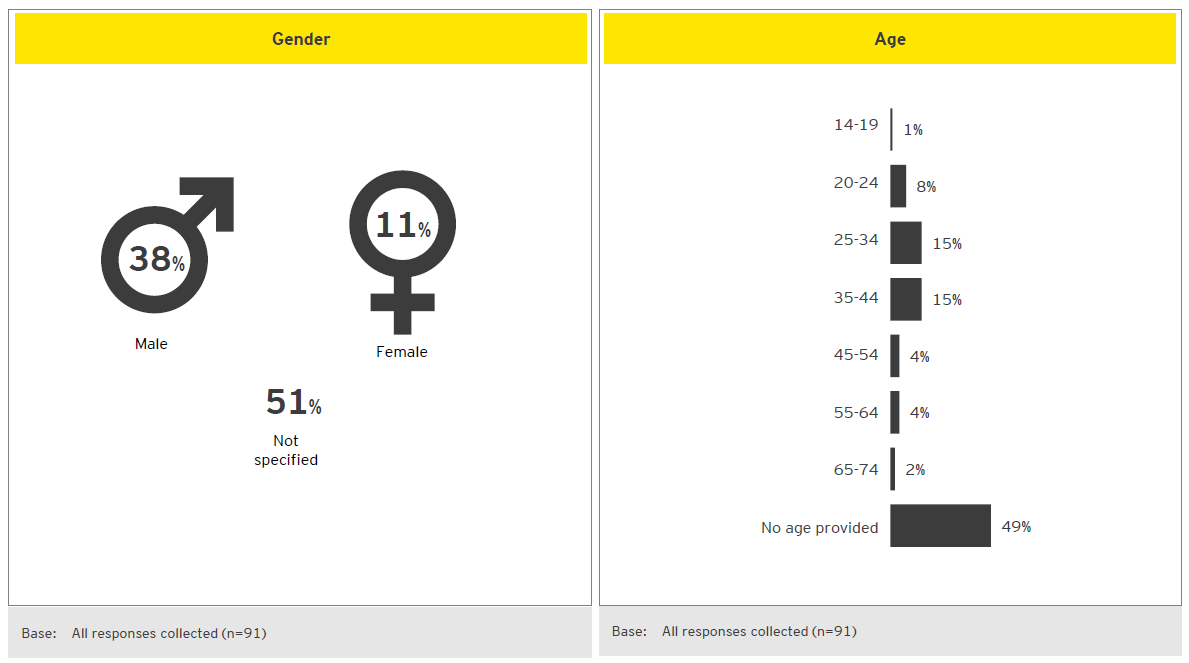 Gender
38%
Male
11%
Female
51%
Not
specified
Base: All responses collected (n=91)
Age
14-19 1%
20-24 8%
25-34 15%
35-44 15%
45-54 4%
55-64 4%
65-74 2%
No age provided 49%
Base: All responses collected (n=91)